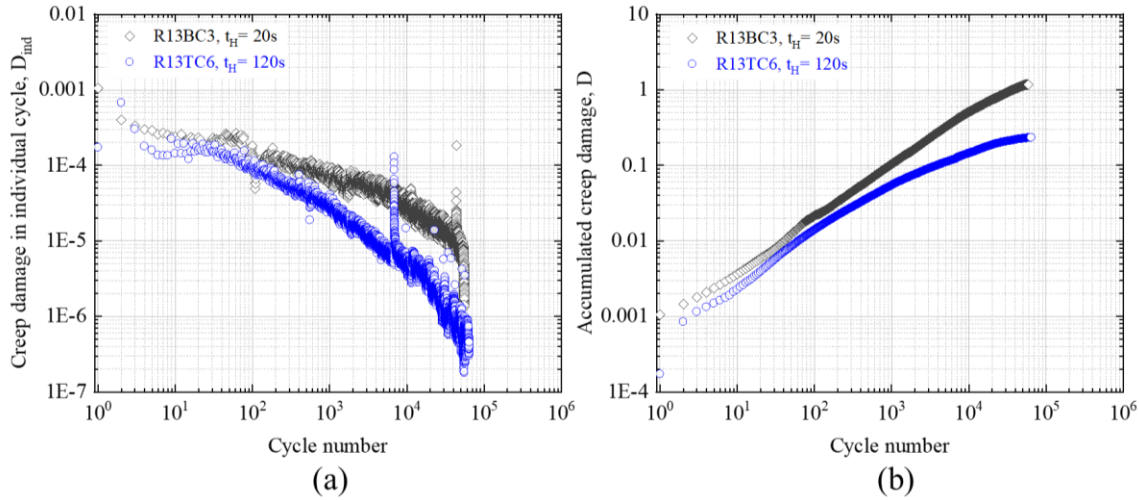 Creep damage in individual cycle, D_ind
0.001
1E-4
1E-5
1E-6
1E-7
R13BC3, t_H= 20s
R13TC6, t_H= 120s
10^0
10^1
10^2
10^3
10^4
10^5
10^6
Cycle number
(a)
Accumulated creep damage, D
10
1
0.1
0.01
0.001
1E-4
R13BC3, t_H= 20s
R13TC6, t_H= 120s
10^0
10^1
10^2
10^3
10^4
10^5
10^6
Cycle number
(b)